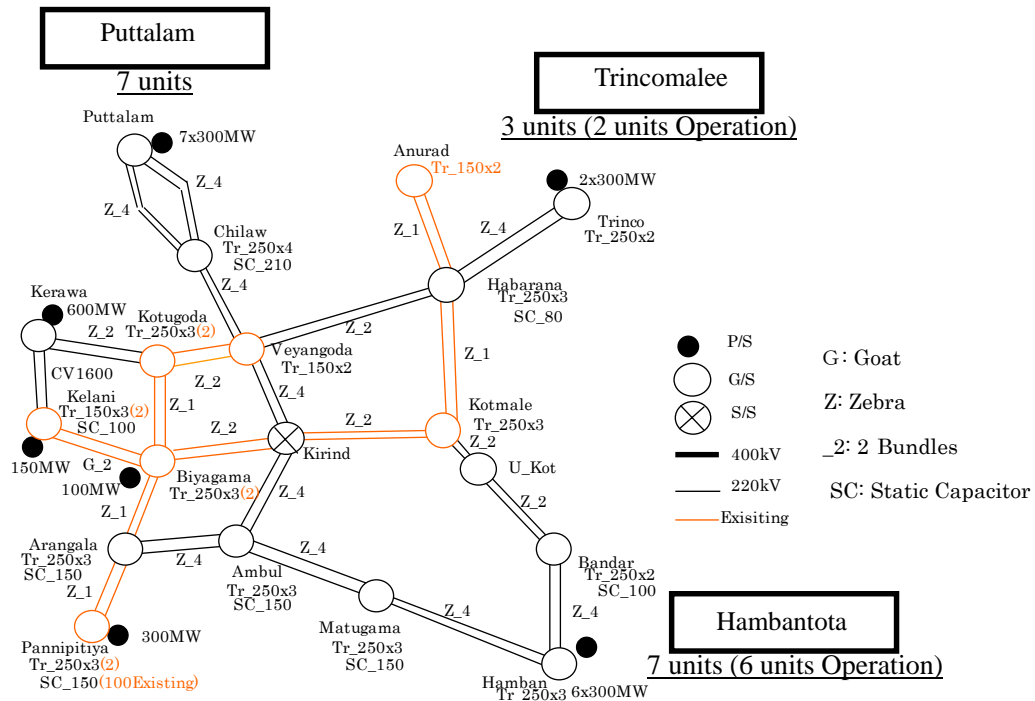 Puttalam
7 units
Trincomalee
3 units (2 units Operation)
Puttalam
7x300MW
Z_4
Z_4
Chilaw
Tr_250x4
SC_210
Z_4
Anurad
Tr_150x2
Z_1
2x300MW
Z_4
Trinco
Tr_250x2
Habarana
Tr_250x3
SC_80
Z_2
Kerawa
600MW
Z_2
Kotugoda
Tr_250x3(2)
Z_2
Veyangoda
Tr_150x2
CV1600
Kelani
Tr_150x3(2)
SC_100
Z_1
Z_4
Z_1
Z_2
Z_2
Kotmale
Tr_250x3
Z_2
Kirind
150MW
G_2
100MW
Biyagama
Tr_250x3(2)
Z_4
U_Kot
Z_2
Z_1
Arangala
Tr_250x3
SC_150
Z_4
Ambul
Tr_250x3
SC_150
Z_4
Bandar
Tr_250x2
SC_100
Z_1
300MW
Pannipitiya
Tr_250x3(2)
SC_150(100Existing)
Matugama
Tr_250x3
SC_150
Z_4
Z_4
Hamban
Tr_250x3
6x300MW
P/S
G/S
S/S
400kV
220kV
Exisiting
G: Goat
Z: Zebra
_2: 2 Bundles
SC: Static Capacitor
Hambantota
7 units (6 units Operation)